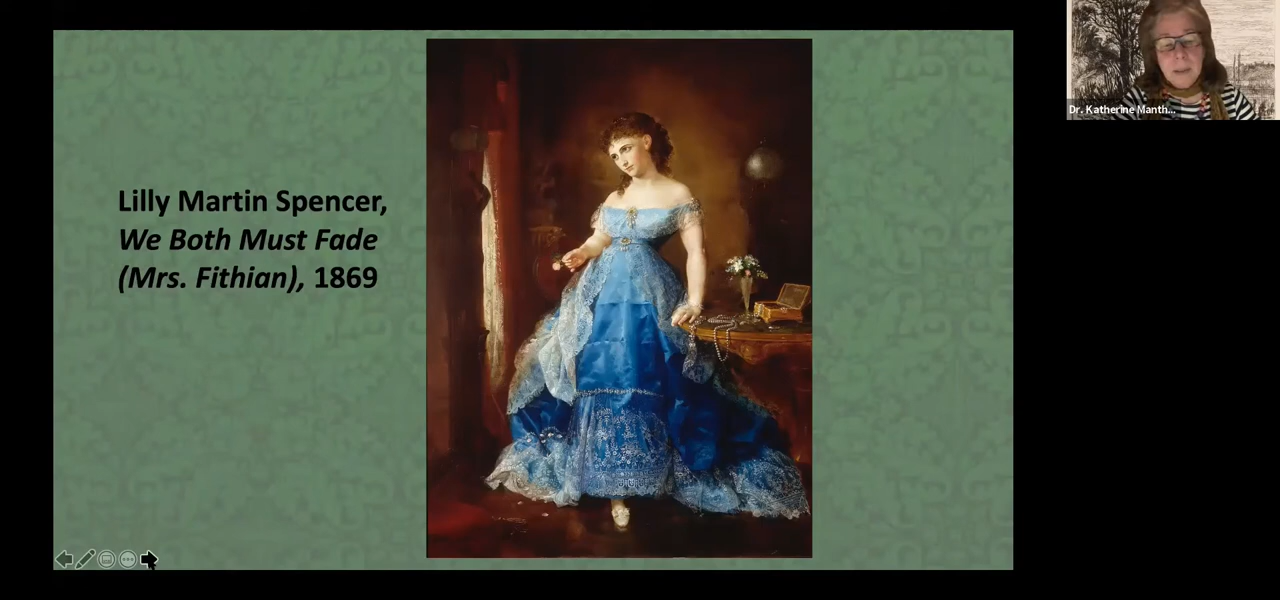 Lilly Martin Spencer,
We Both Must Fade
(Mrs. Fithian), 1869
Dr. Katherine Manth...